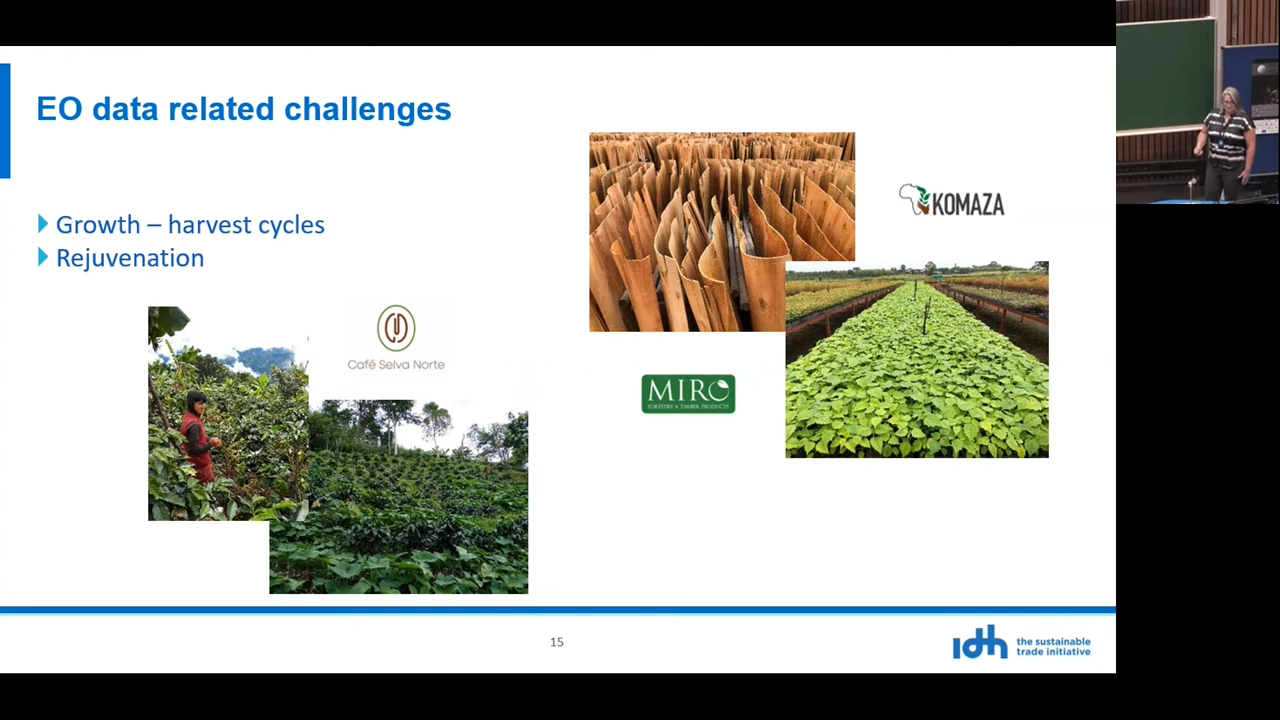 EO data related challenges
Growth – harvest cycles
Rejuvenation
KOMAZA
Café Selva Norte
MIRO
FORESTRY & TIMBER PRODUCTS
15
idh
the sustainable
trade initiative